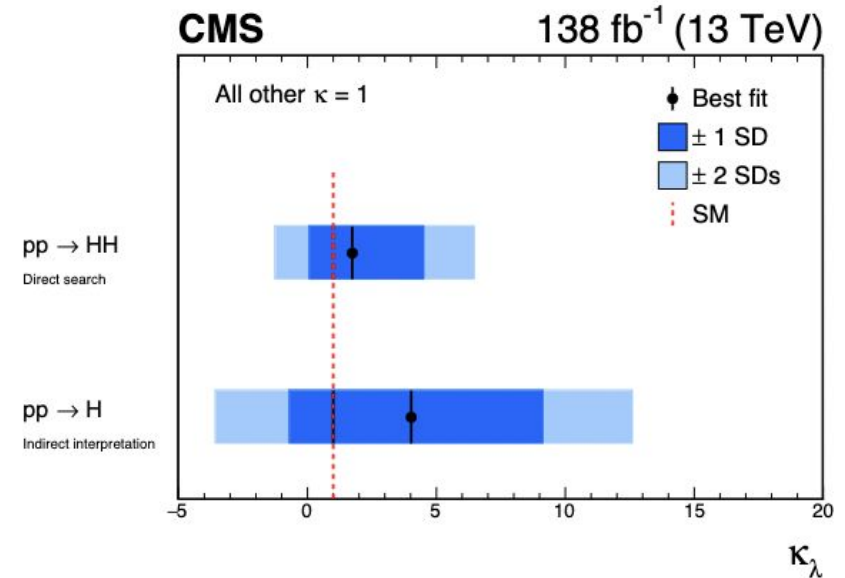 CMS 138 fb⁻¹ (13 TeV)
All other κ = 1
Best fit
± 1 SD
± 2 SDs
SM
pp → HH
Direct search
pp → H
Indirect interpretation
−5 0 5 10 15 20
κλ